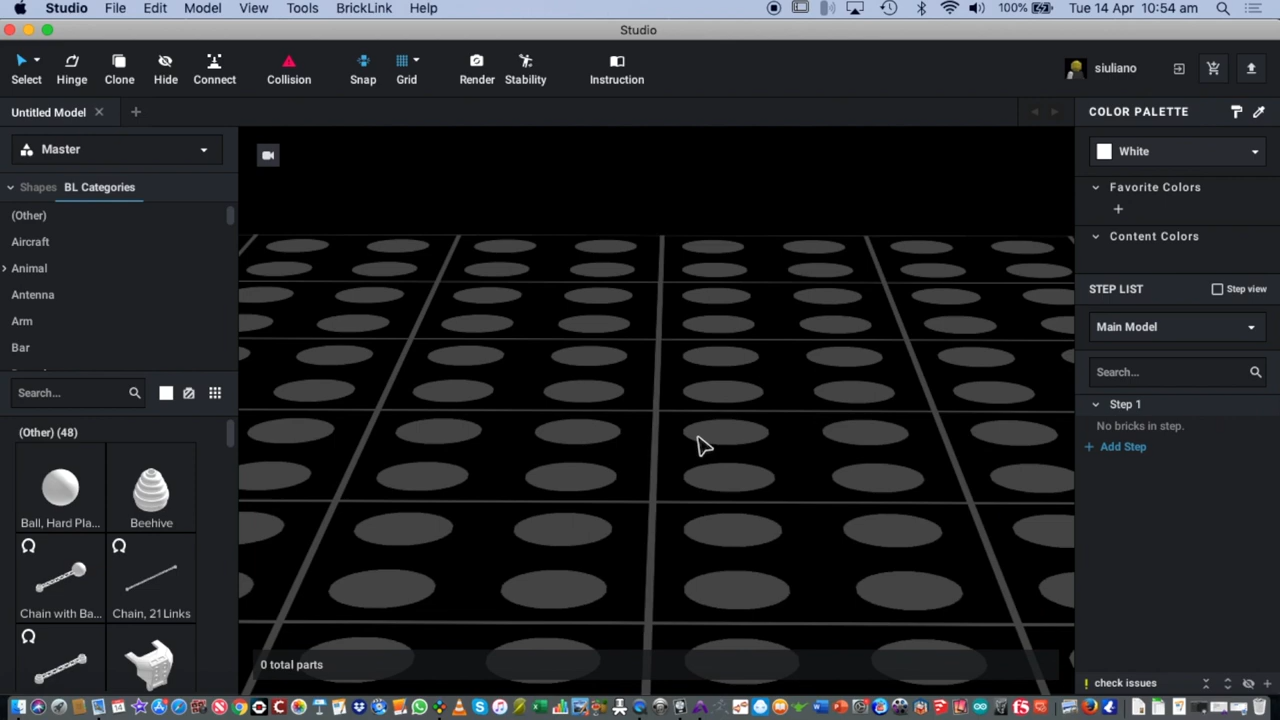 Studio File Edit Model View Tools BrickLink Help 100% Tue 14 Apr 10:54 am
Studio
Select Hinge Clone Hide Connect Collision Snap Grid Render Stability Instruction siuliano
Untitled Model
COLOR PALETTE
Master
White
Shapes BL Categories
Favorite Colors
(Other)
Content Colors
Aircraft
Animal
Antenna
STEP LIST Step view
Arm
Main Model
Bar
Search...
Search...
Step 1
No bricks in step.
Add Step
(Other) (48)
Ball, Hard Pla... Beehive
Chain with Ba... Chain, 21 Links
0 total parts
check issues